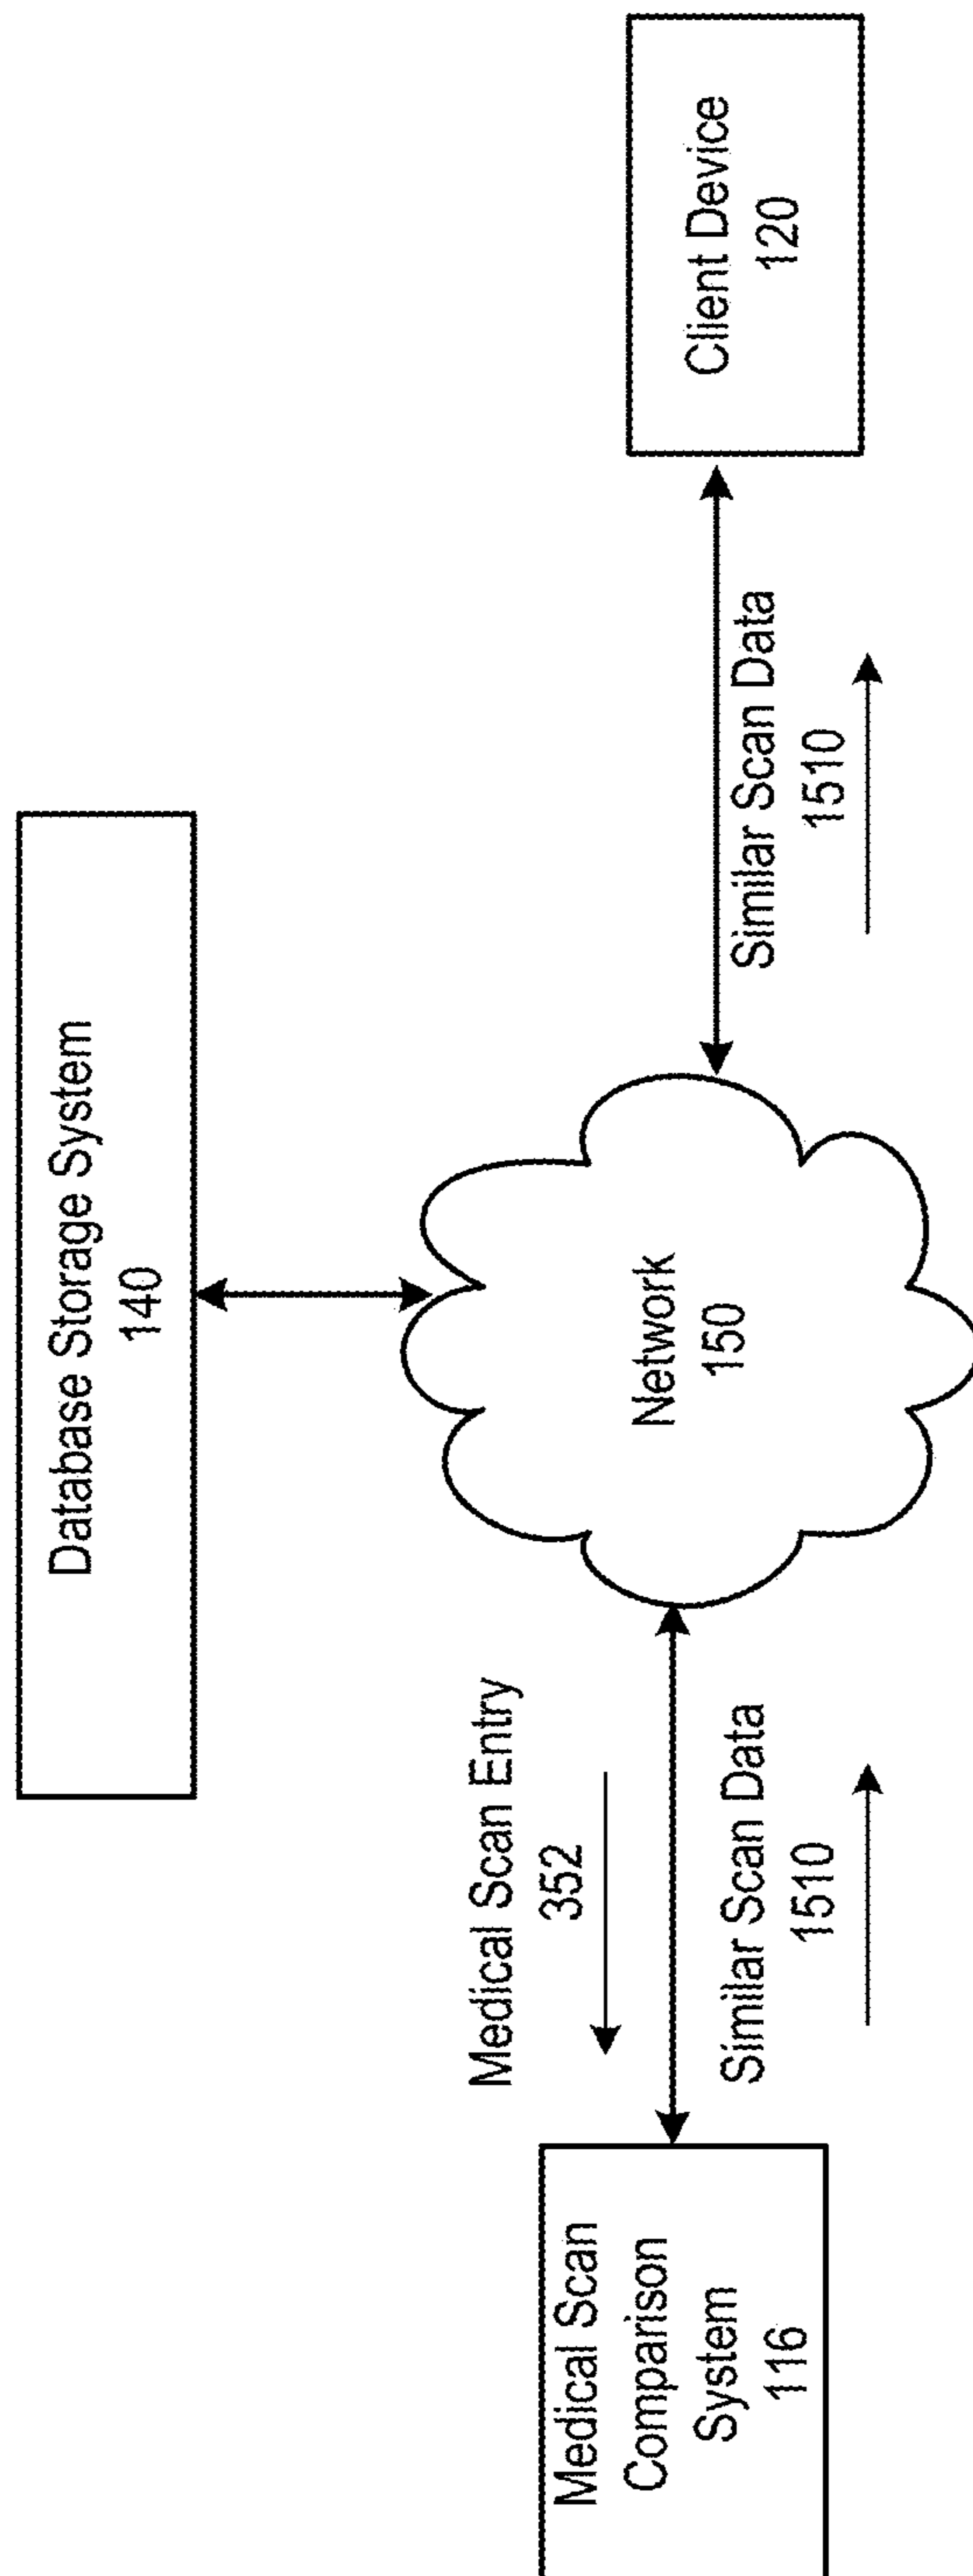 Database Storage System
140
Medical Scan
Comparison
System
116
Medical Scan Entry
352
Similar Scan Data
1510
Network
150
Similar Scan Data
1510
Client Device
120